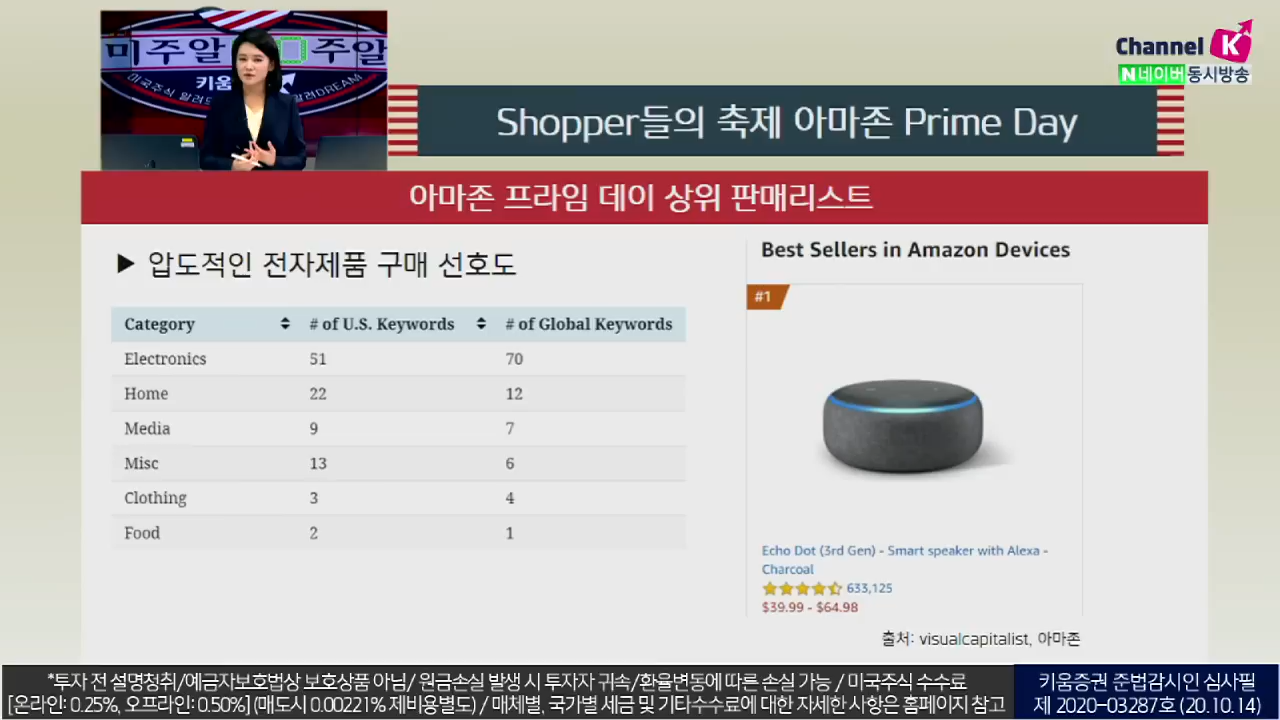 미주알
주알
키움
Channel K
N 네이버 동시방송
Shopper들의 축제 아마존 Prime Day
아마존 프라임 데이 상위 판매리스트
▶ 압도적인 전자제품 구매 선호도
Category # of U.S. Keywords # of Global Keywords
Electronics 51 70
Home 22 12
Media 9 7
Misc 13 6
Clothing 3 4
Food 2 1
Best Sellers in Amazon Devices
#1
Echo Dot (3rd Gen) - Smart speaker with Alexa -
Charcoal
633,125
$39.99 - $64.98
출처: visualcapitalist, 아마존
*투자 전 설명청취/예금자보호법상 보호상품 아님/ 원금손실 발생 시 투자자 귀속/환율변동에 따른 손실 가능 / 미국주식 수수료
[온라인: 0.25%, 오프라인: 0.50%] (매도시 0.00221% 제비용별도) / 매체별, 국가별 세금 및 기타수수료에 대한 자세한 사항은 홈페이지 참고
키움증권 준법감시인 심사필
제 2020-03287호 (20.10.14)